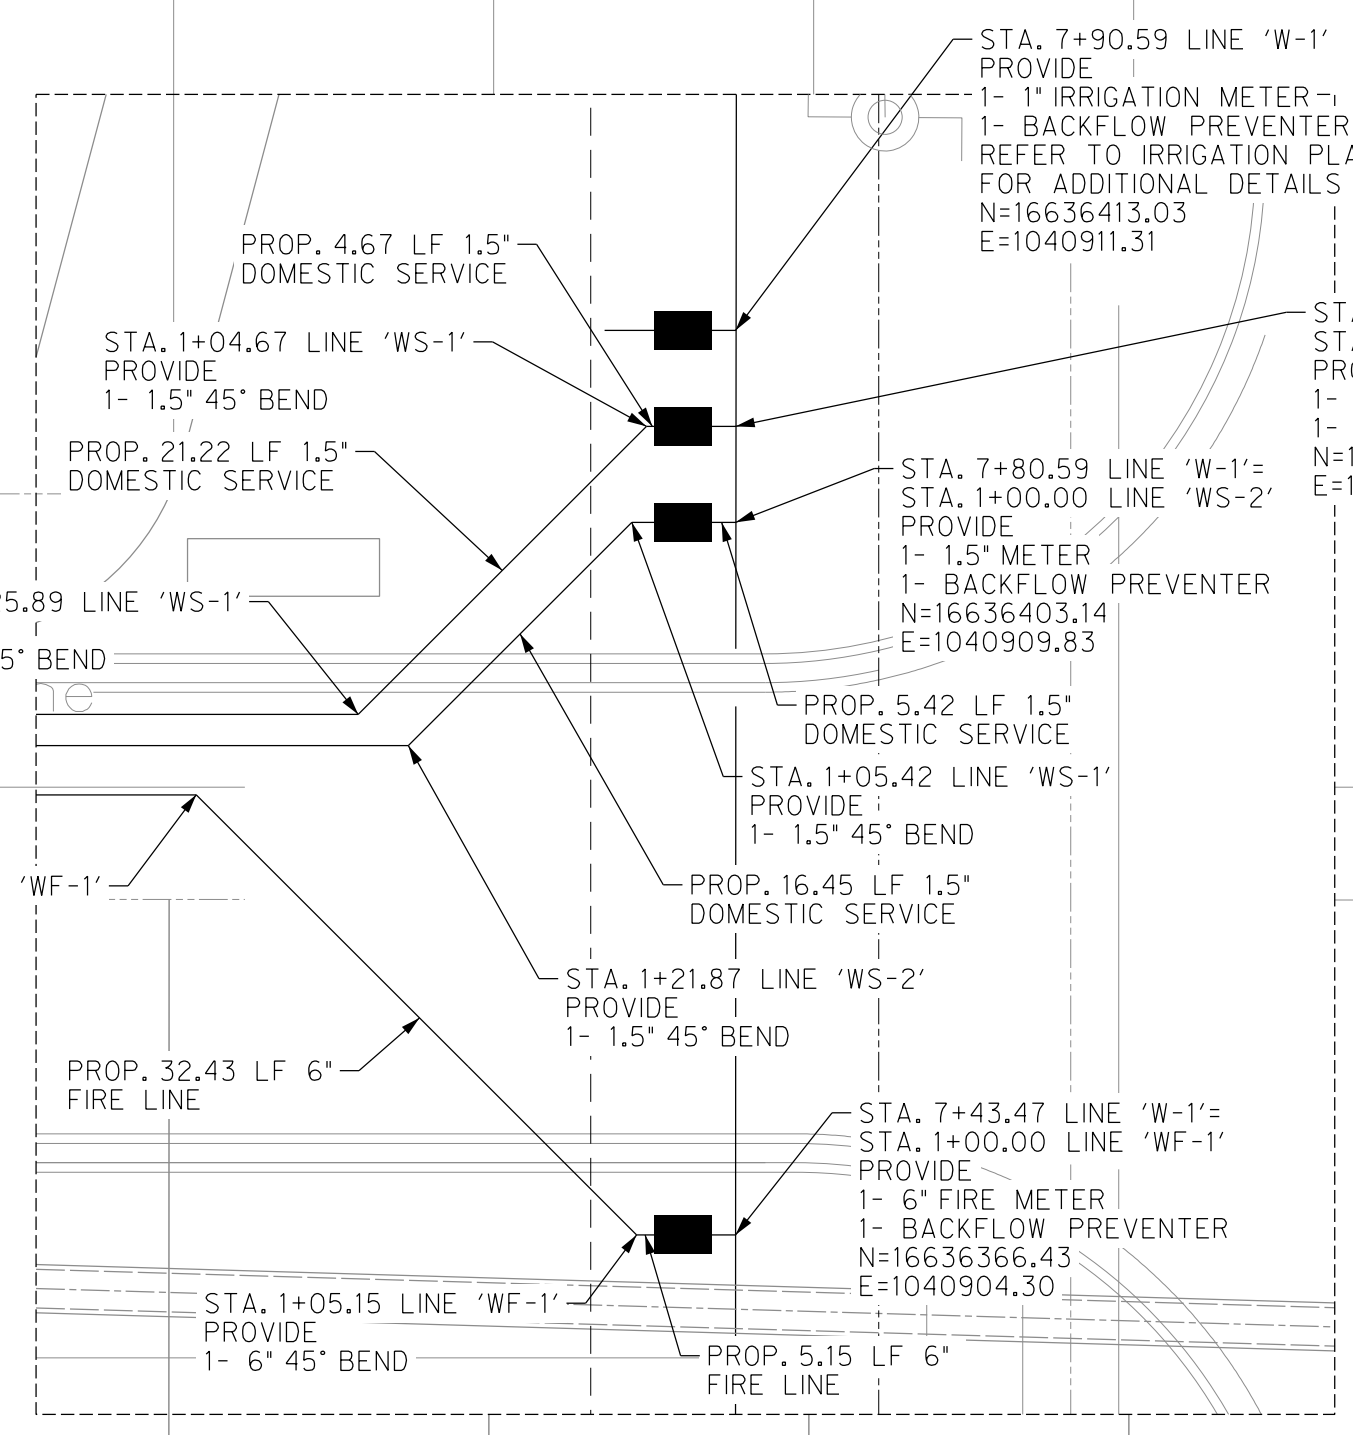 STA. 7+90.59 LINE 'W-1'
PROVIDE
1- 1" IRRIGATION METER
1- BACKFLOW PREVENTER
REFER TO IRRIGATION
FOR ADDITIONAL DETAILS
N=16636413.03
E=1040911.31
PROP. 4.67 LF 1.5"
DOMESTIC SERVICE
STA. 1+04.67 LINE 'WS-1'
PROVIDE
1- 1.5" 45° BEND
PROP. 21.22 LF 1.5"
DOMESTIC SERVICE
1-
1-
STA. 7+80.59 LINE 'W-1'=
STA. 1+00.00 LINE 'WS-2'
PROVIDE
1- 1.5" METER
1- BACKFLOW PREVENTER
N=16636403.14
E=1040909.83
5.89 LINE 'WS-1'
5° BEND
PROP. 5.42 LF 1.5"
DOMESTIC SERVICE
STA. 1+05.42 LINE 'WS-1'
PROVIDE
1- 1.5" 45° BEND
'WF-1'
PROP. 16.45 LF 1.5"
DOMESTIC SERVICE
STA. 1+21.87 LINE 'WS-2'
PROVIDE
1- 1.5" 45° BEND
PROP. 32.43 LF 6"
FIRE LINE
STA. 7+43.47 LINE 'W-1'=
STA. 1+00.00 LINE 'WF-1'
PROVIDE
1- 6" FIRE METER
1- BACKFLOW PREVENTER
N=16636366.43
E=1040904.30
STA. 1+05.15 LINE 'WF-1'
PROVIDE
1- 6" 45° BEND
PROP. 5.15 LF 6"
FIRE LINE